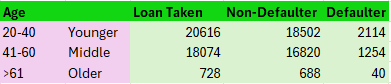 Age Loan Taken Non-Defaulter Defaulter
20-40 Younger 20616 18502 2114
41-60 Middle 18074 16820 1254
>61 Older 728 688 40